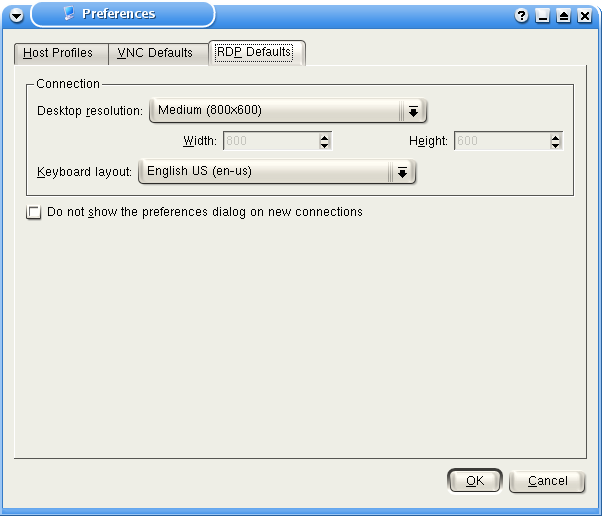 Preferences
Host Profiles VNC Defaults RDP Defaults
Connection
Desktop resolution: Medium (800x600)
Width: 800 Height: 600
Keyboard layout: English US (en-us)
Do not show the preferences dialog on new connections
OK Cancel